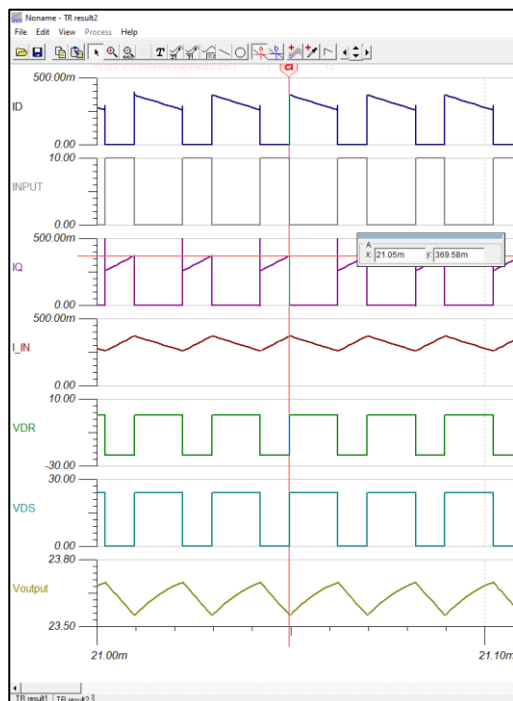 Noname - TR result2
File Edit View Process Help
T
a
500.00m
ID
0.00
10.00
INPUT
0.00
500.00m
A
x: 21.05m y: 369.58m
IQ
0.00
500.00m
I_IN
0.00
10.00
VDR
-30.00
30.00
VDS
0.00
23.80
Voutput
23.50
21.00m 21.10m
TR result1 TR result2